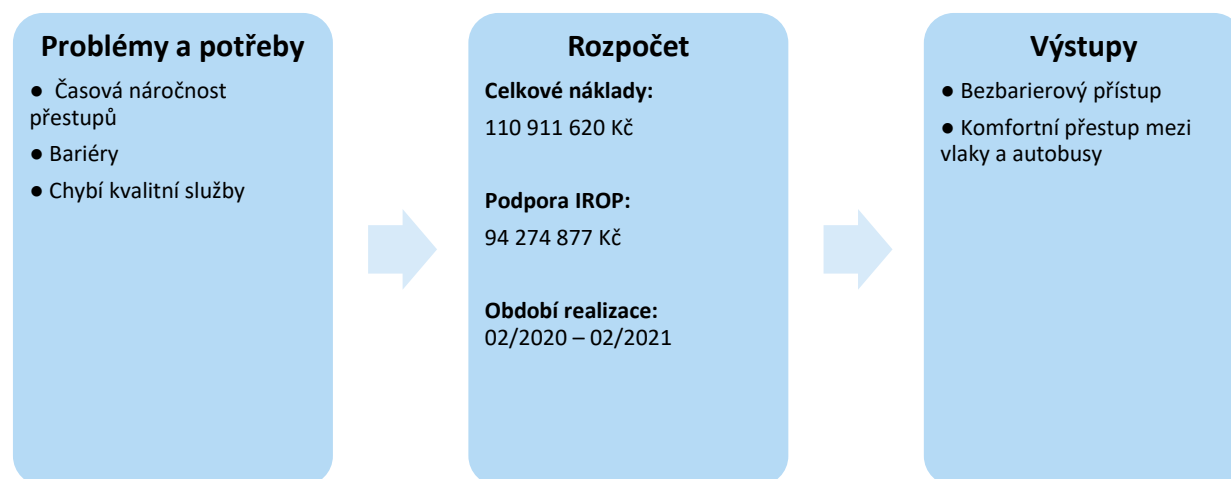 Problémy a potřeby
● Časová náročnost
přestupů
● Bariéry
● Chybí kvalitní služby
Rozpočet
Celkové náklady:
110 911 620 Kč
Podpora IROP:
94 274 877 Kč
Období realizace:
02/2020 – 02/2021
Výstupy
● Bezbarierový přístup
● Komfortní přestup mezi
vlaky a autobusy